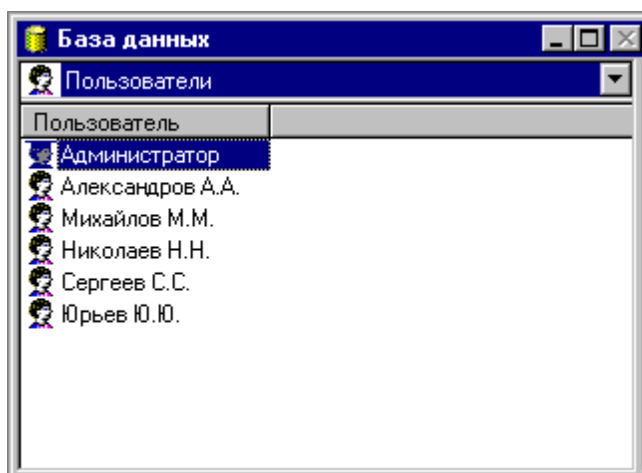 База данных
Пользователи
Пользователь
Администратор
Александров А.А.
Михайлов М.М.
Николаев Н.Н.
Сергеев С.С.
Юрьев Ю.Ю.